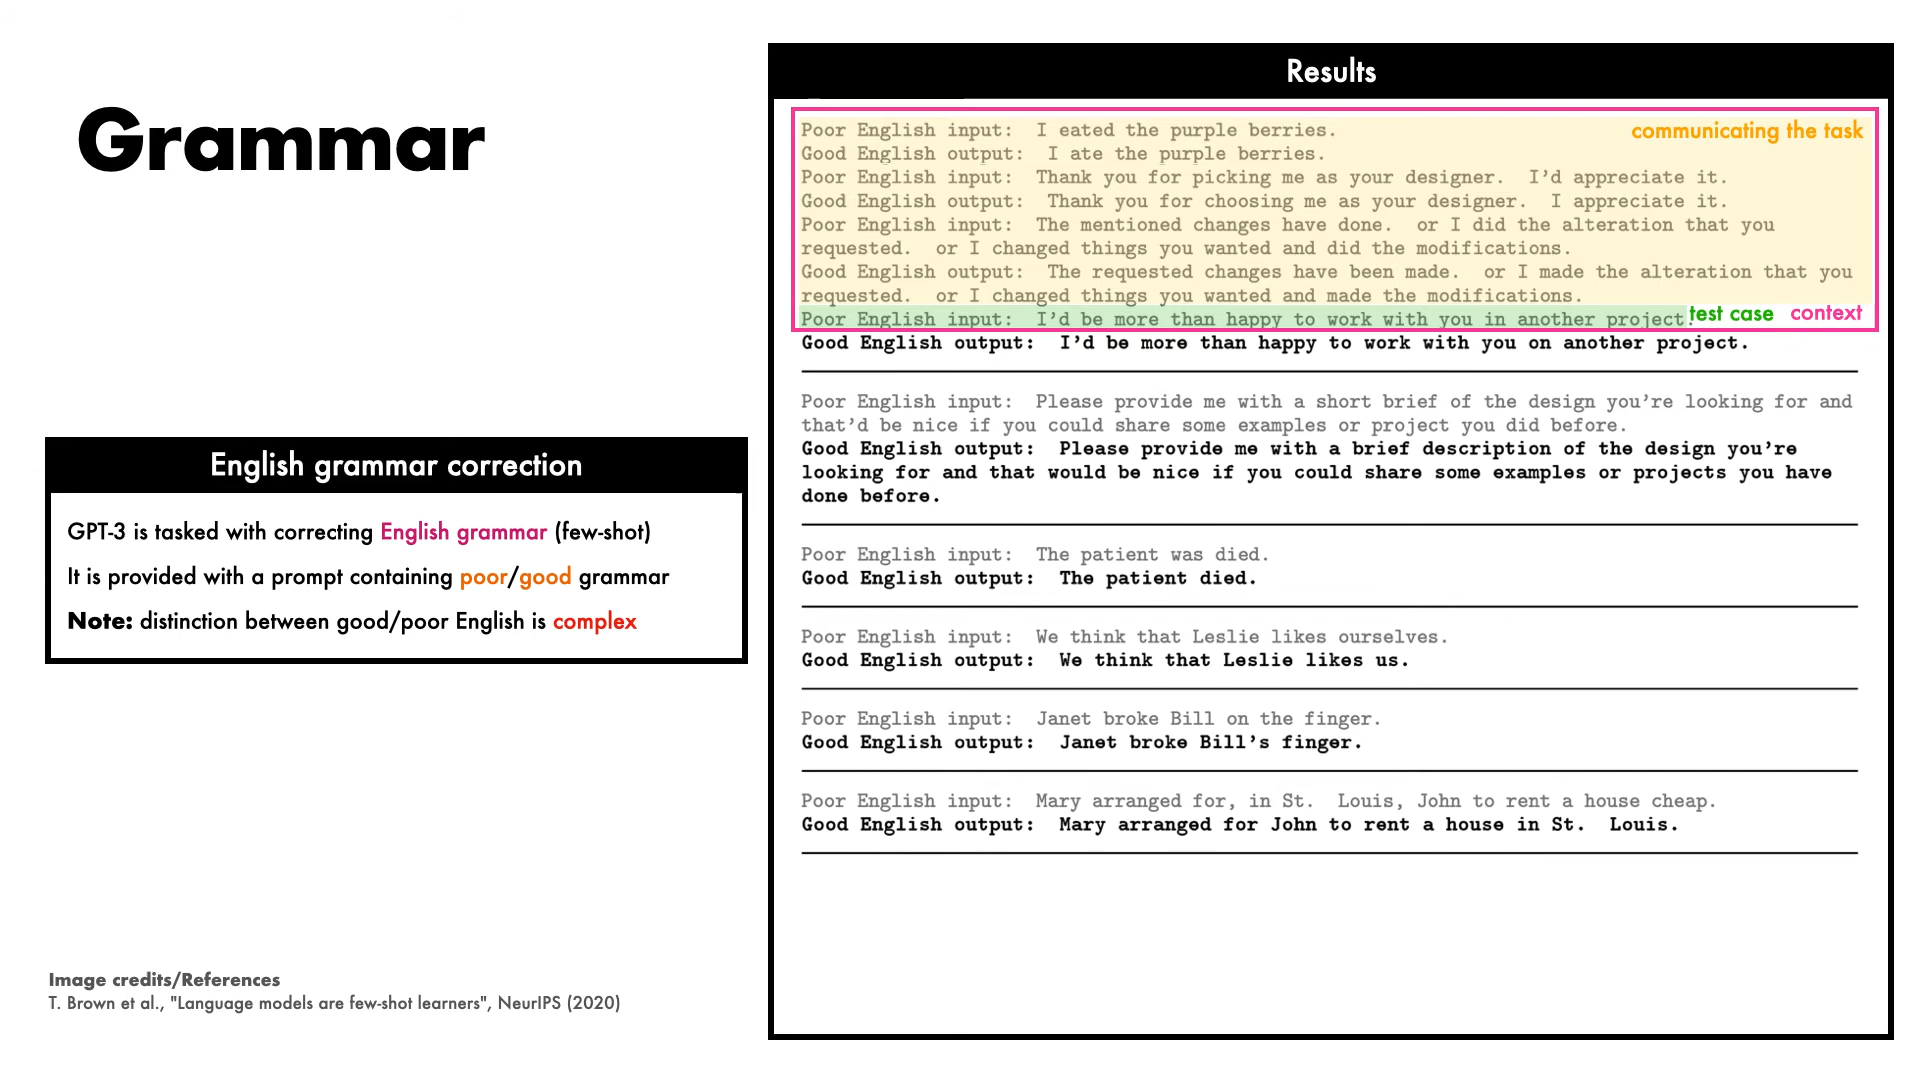 Grammar
English grammar correction
GPT-3 is tasked with correcting English grammar (few-shot)
It is provided with a prompt containing poor/good grammar
Note: distinction between good/poor English is complex
Image credits/References
T. Brown et al., "Language models are few-shot learners", NeurIPS (2020)
Results
communicating the task
Poor English input: I eated the purple berries.
Good English output: I ate the purple berries.
Poor English input: Thank you for picking me as your designer. I'd appreciate it.
Good English output: Thank you for choosing me as your designer. I appreciate it.
Poor English input: The mentioned changes have done. or I did the alteration that you
requested. or I changed things you wanted and did the modifications.
Good English output: The requested changes have been made. or I made the alteration that you
requested. or I changed things you wanted and made the modifications.
Poor English input: I'd be more than happy to work with you in another project.
test case context
Good English output: I'd be more than happy to work with you on another project.
Poor English input: Please provide me with a short brief of the design you're looking for and
that'd be nice if you could share some examples or project you did before.
Good English output: Please provide me with a brief description of the design you're
looking for and that would be nice if you could share some examples or projects you have
done before.
Poor English input: The patient was died.
Good English output: The patient died.
Poor English input: We think that Leslie likes ourselves.
Good English output: We think that Leslie likes us.
Poor English input: Janet broke Bill on the finger.
Good English output: Janet broke Bill's finger.
Poor English input: Mary arranged for, in St. Louis, John to rent a house cheap.
Good English output: Mary arranged for John to rent a house in St. Louis.